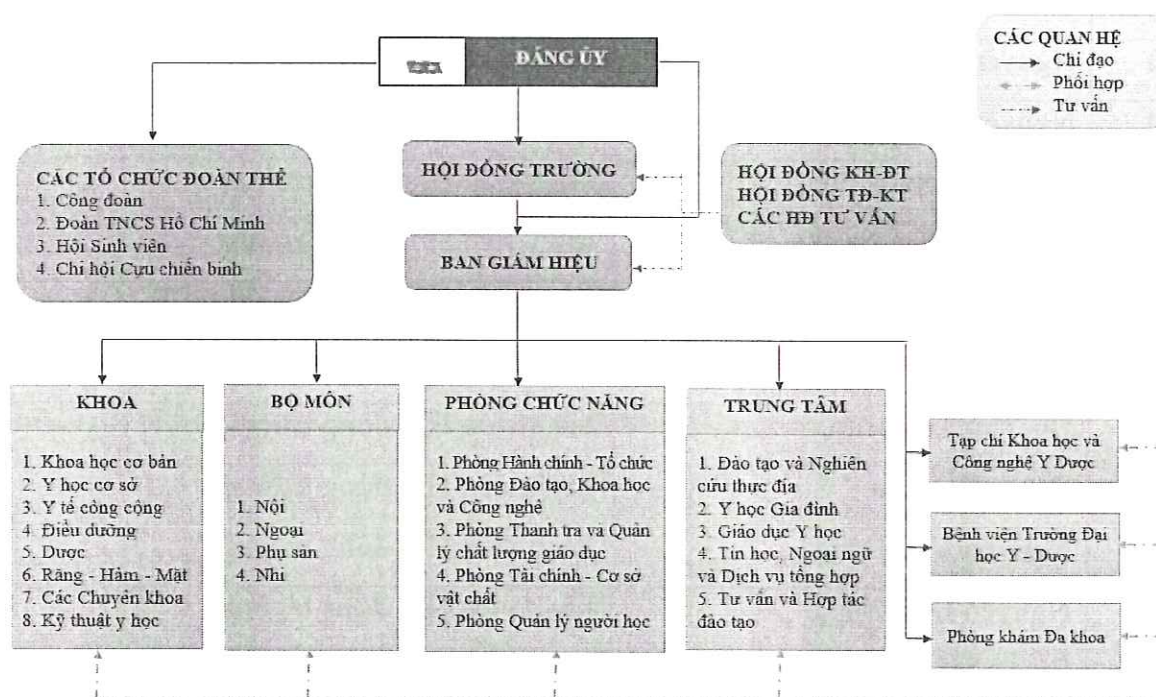 CÁC QUAN HỆ
Chỉ đạo
Phối hợp
Tư vấn
ĐẢNG ỦY
CÁC TỔ CHỨC ĐOÀN THỂ
1. Công đoàn
2. Đoàn TNCS Hồ Chí Minh
3. Hội Sinh viên
4. Chi hội Cựu chiến binh
HỘI ĐỒNG TRƯỜNG
HỘI ĐỒNG KH-ĐT
HỘI ĐỒNG TĐ-KT
CÁC HĐ TƯ VẤN
BAN GIÁM HIỆU
KHOA
1. Khoa học cơ bản
2. Y học cơ sở
3. Y tế công cộng
4. Điều dưỡng
5. Dược
6. Răng - Hàm - Mặt
7. Các Chuyên khoa
8. Kỹ thuật y học
BỘ MÔN
1. Nội
2. Ngoại
3. Phụ sản
4. Nhi
PHÒNG CHỨC NĂNG
1. Phòng Hành chính - Tổ chức
2. Phòng Đào tạo, Khoa học
và Công nghệ
3. Phòng Thanh tra và Quản
lý chất lượng giáo dục
4. Phòng Tài chính - Cơ sở
vật chất
5. Phòng Quản lý người học
TRUNG TÂM
1. Đào tạo và Nghiên
cứu thực địa
2. Y học Gia đình
3. Giáo dục Y học
4. Tin học, Ngoại ngữ
và Dịch vụ tổng hợp
5. Tư vấn và Hợp tác
đào tạo
Tạp chí Khoa học và
Công nghệ Y Dược
Bệnh viện Trường Đại
học Y - Dược
Phòng khám Đa khoa